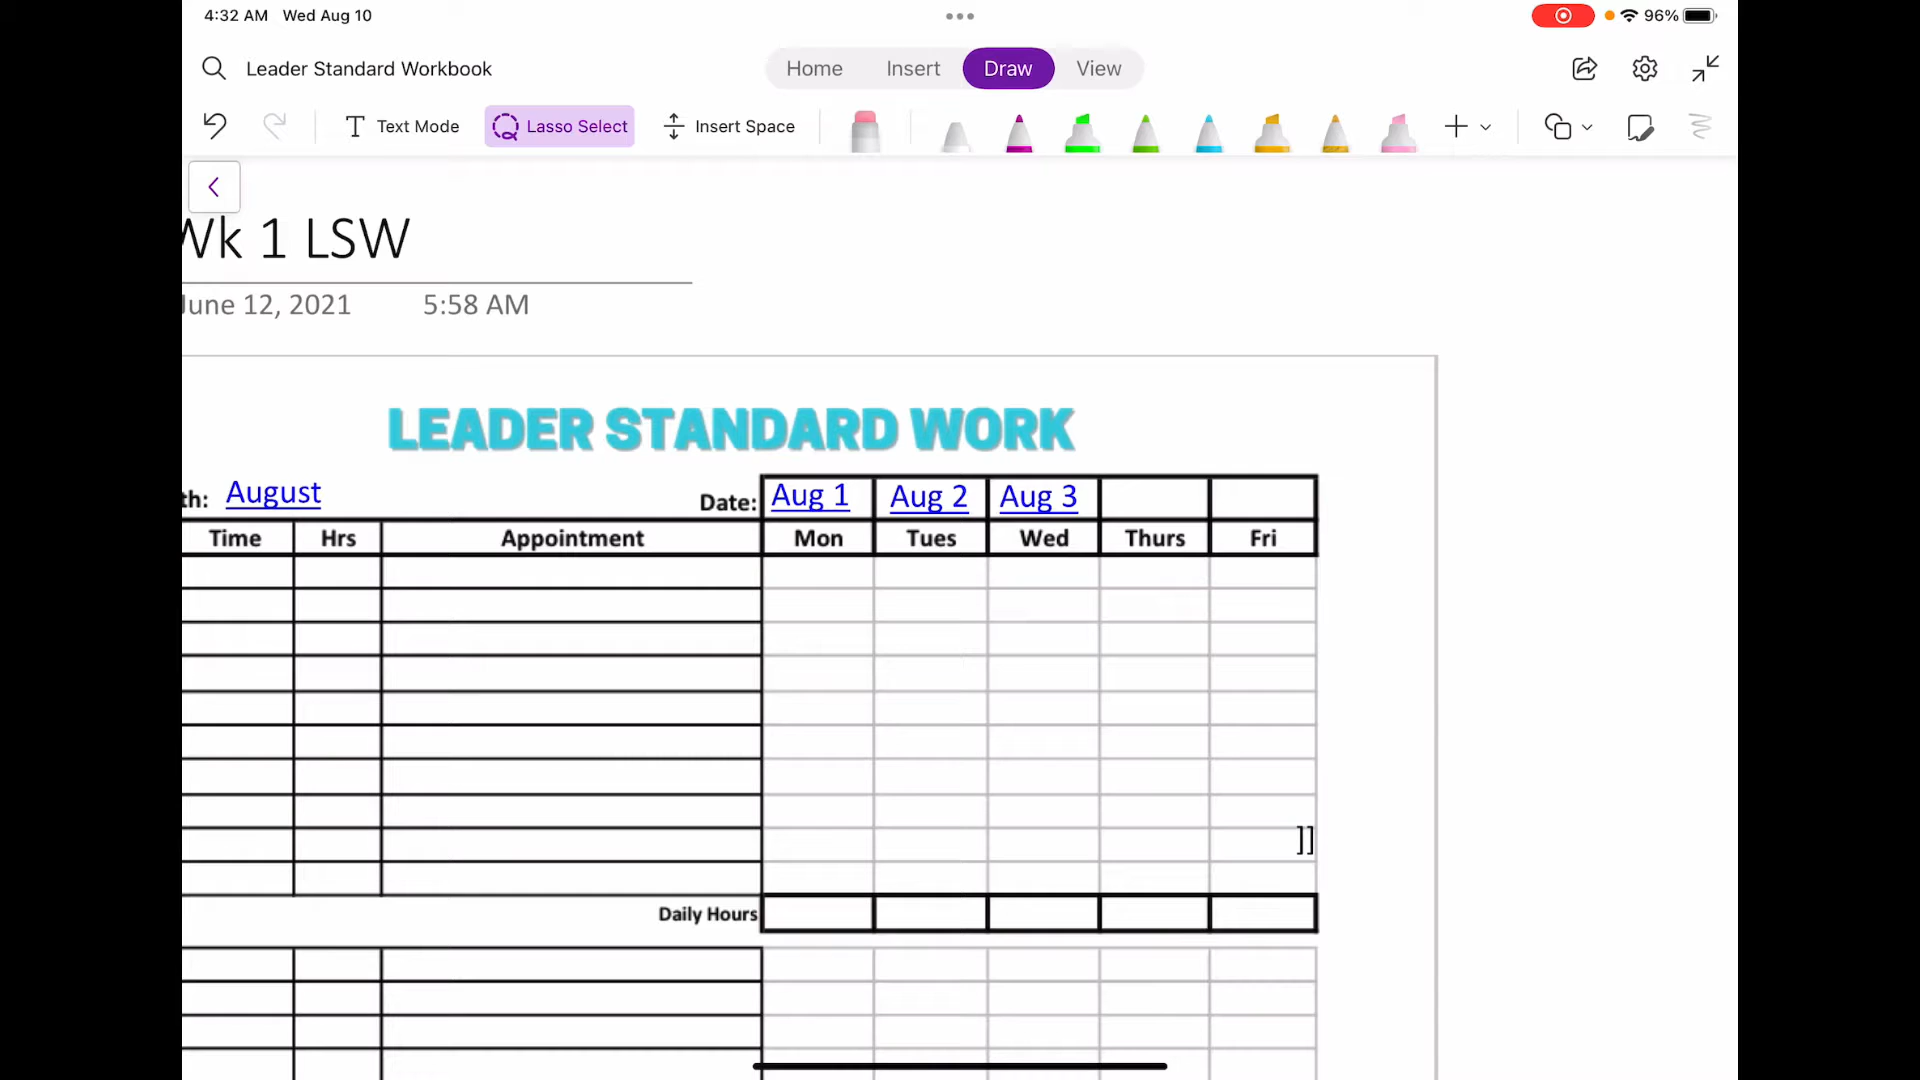 4:32 AM Wed Aug 10 96%
Leader Standard Workbook Home Insert Draw View
Text Mode Lasso Select Insert Space
Wk 1 LSW
June 12, 2021 5:58 AM
LEADER STANDARD WORK
th: August Date: Aug 1 Aug 2 Aug 3
Time Hrs Appointment Mon Tues Wed Thurs Fri
]]
Daily Hours